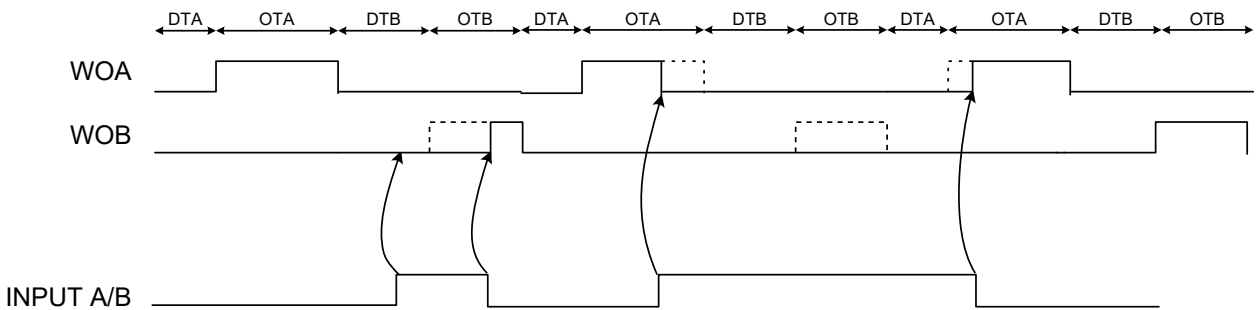 DTA OTA DTB OTB DTA OTA DTB OTB DTA OTA DTB OTB
WOA
WOB
INPUT A/B